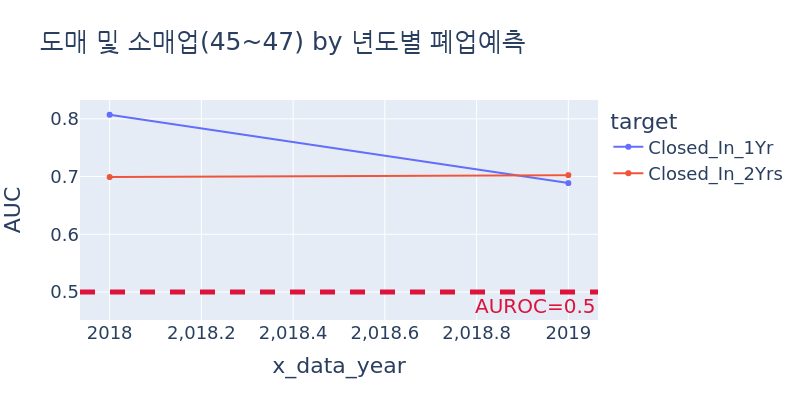 도매 및 소매업(45~47) by 년도별 폐업예측
target
Closed_In_1Yr
Closed_In_2Yrs
AUC
0.8
0.7
0.6
0.5
AUROC=0.5
2018 2,018.2 2,018.4 2,018.6 2,018.8 2019
x_data_year